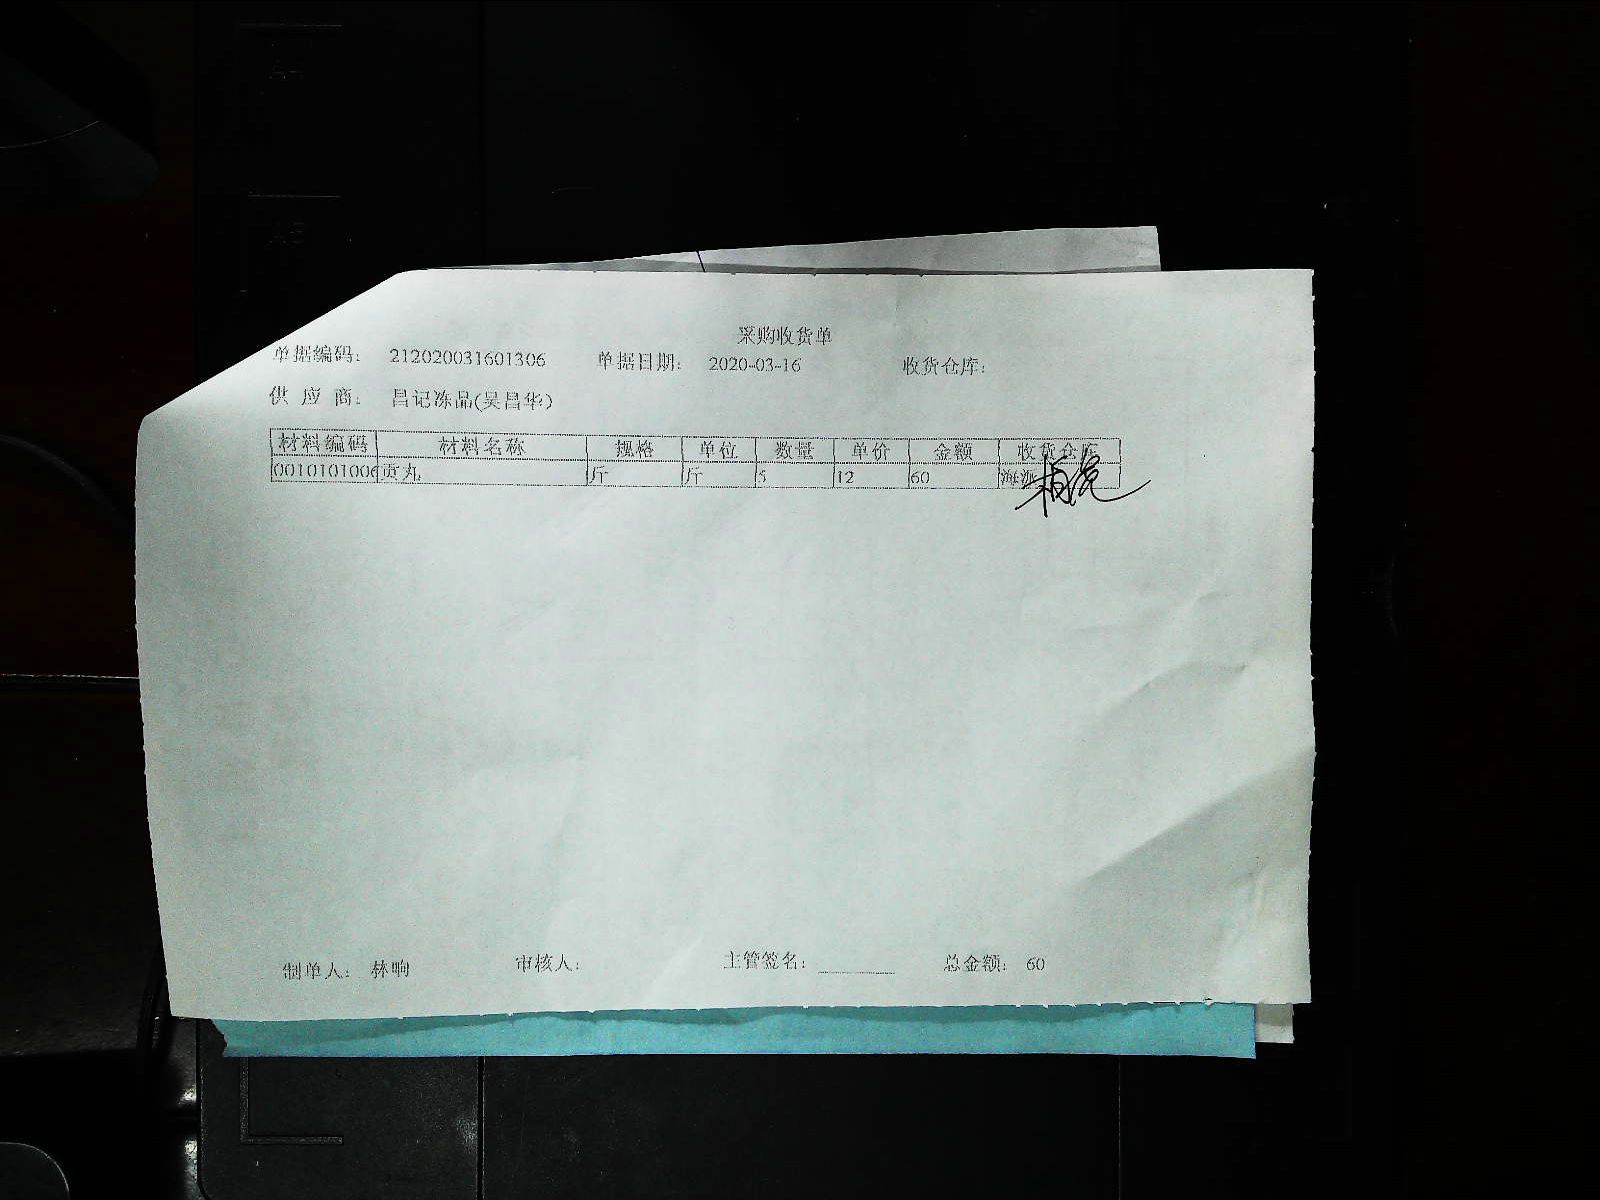 采购收货单
单据编码： 212020031601306 单据日期： 2020-03-16 收货仓库：
供 应 商： 昌记冻品(吴昌华)
材料编码 材料名称 规格 单位 数量 单价 金额 收货仓库
0010101006 贡丸 斤 斤 5 12 60 海派
制单人： 林响 审核人： 主管签名： 总金额： 60